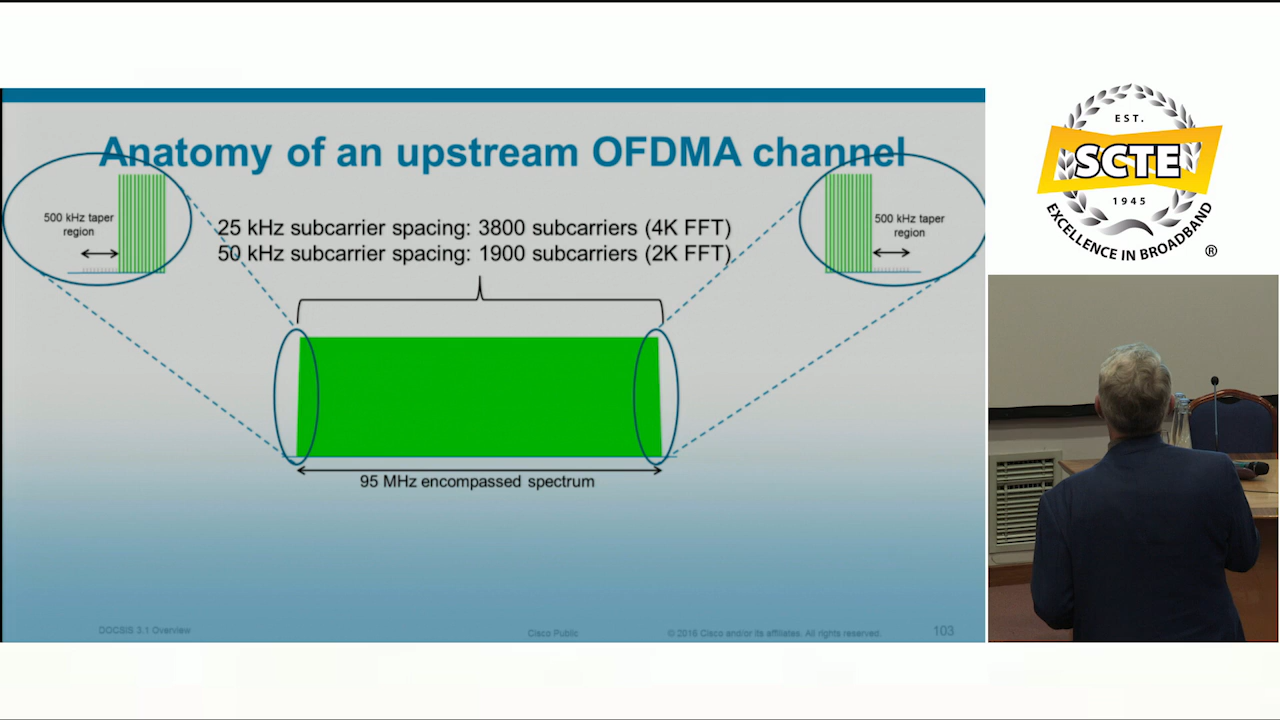 Anatomy of an upstream OFDMA channel
500 kHz taper
region
25 kHz subcarrier spacing: 3800 subcarriers (4K FFT)
50 kHz subcarrier spacing: 1900 subcarriers (2K FFT)
500 kHz taper
region
95 MHz encompassed spectrum
DOCSIS 3.1 Overview
Cisco Public
© 2016 Cisco and/or its affiliates. All rights reserved.
103
EST.
SCTE
1945
EXCELLENCE IN BROADBAND
®